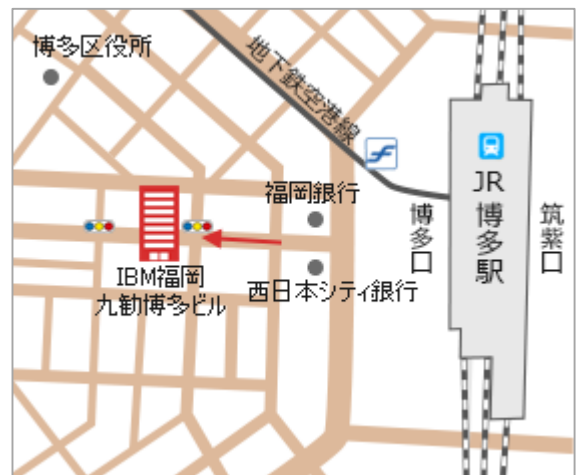 博多区役所
地下鉄空港線
福岡銀行
JR
博多駅
博多口
筑紫口
IBM福岡
九勧博多ビル
西日本シティ銀行